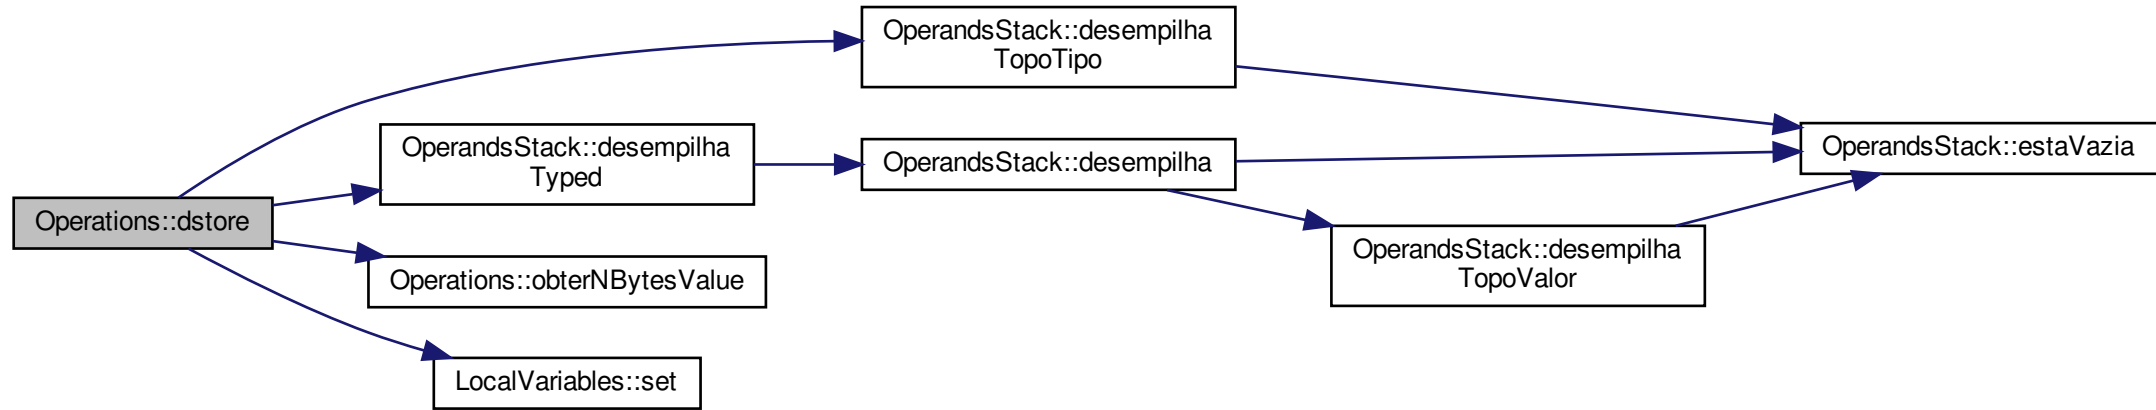 Operations::dstore
OperandsStack::desempilha
TopoTipo
OperandsStack::desempilha
Typed
Operations::obterNBytesValue
LocalVariables::set
OperandsStack::desempilha
OperandsStack::desempilha
TopoValor
OperandsStack::estaVazia